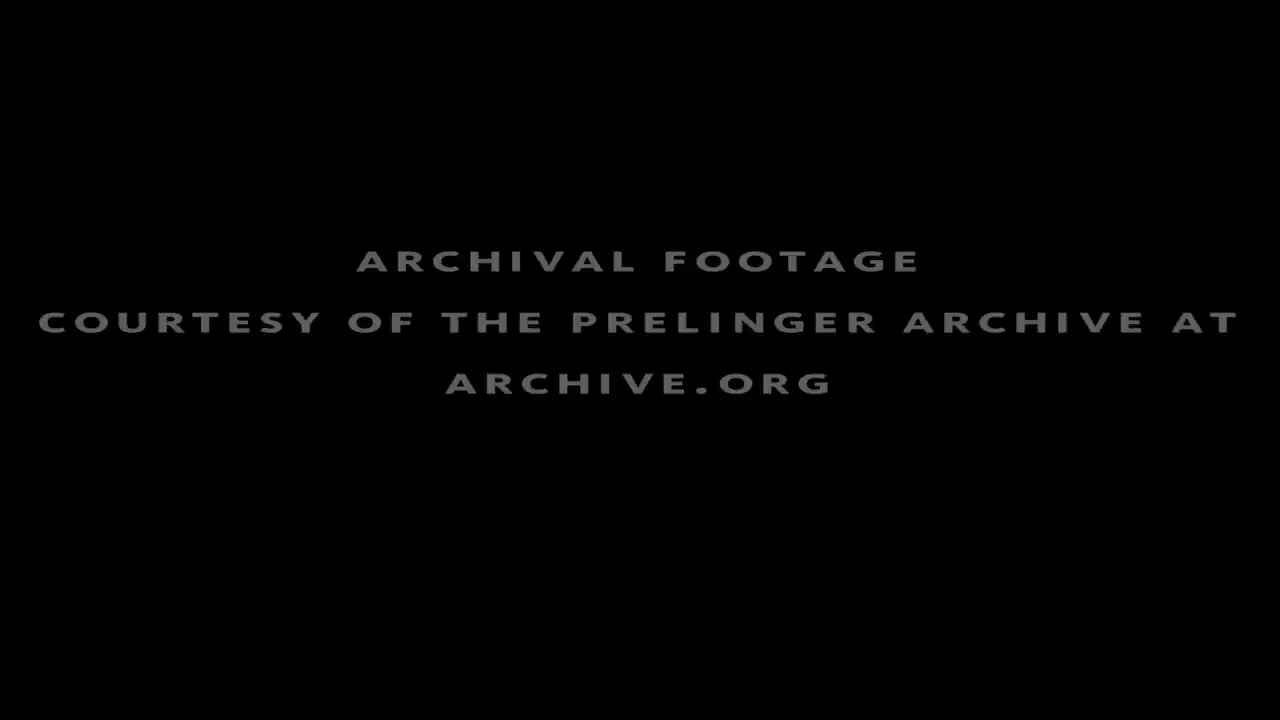 ARCHIVAL FOOTAGE
COURTESY OF THE PRELINGER ARCHIVE AT
ARCHIVE.ORG